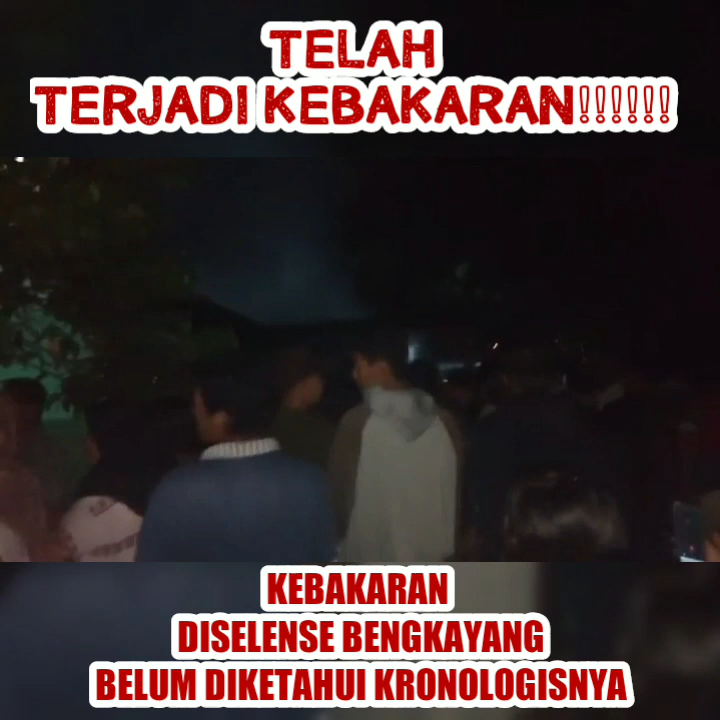 TELAH
TERJADI KEBAKARAN!!!!!!
KEBAKARAN
DISELENSE BENGKAYANG
BELUM DIKETAHUI KRONOLOGISNYA